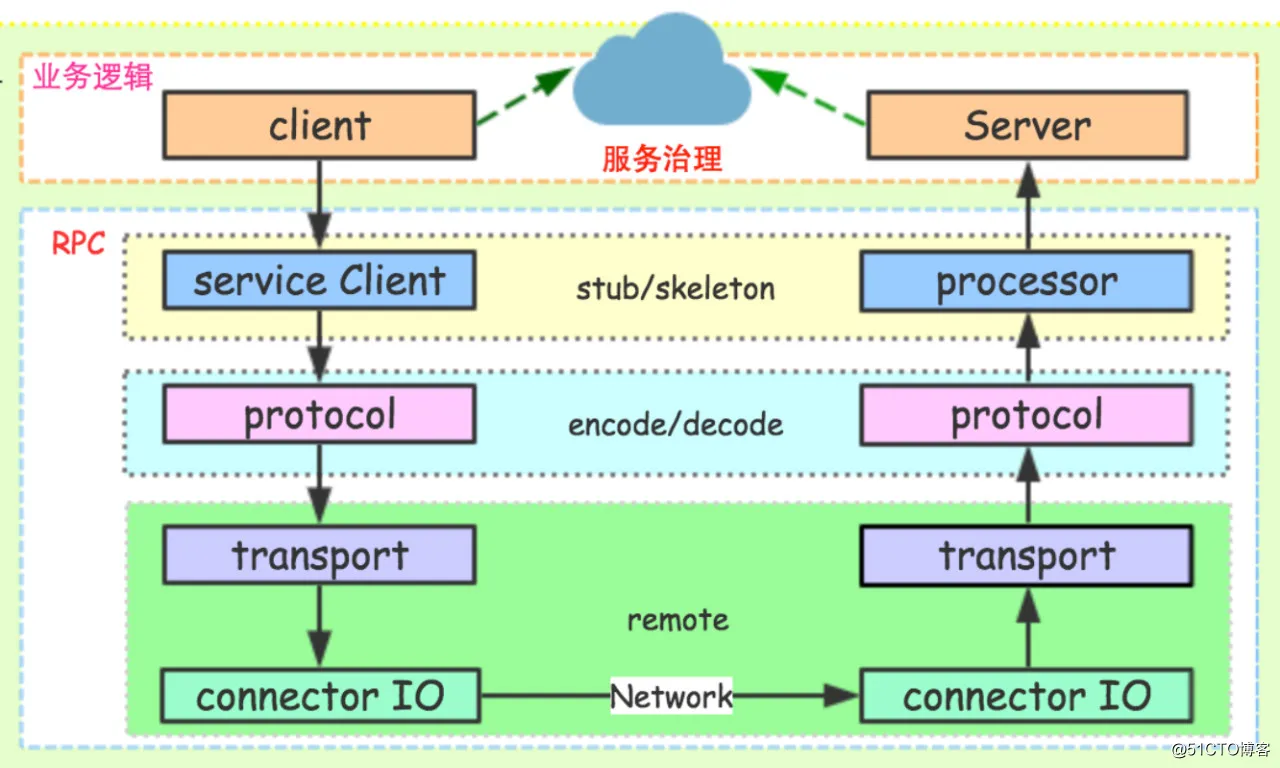 业务逻辑
client
Server
服务治理
RPC
service Client
stub/skeleton
processor
protocol
encode/decode
protocol
transport
transport
remote
connector IO
Network
connector IO
@51CTO博客